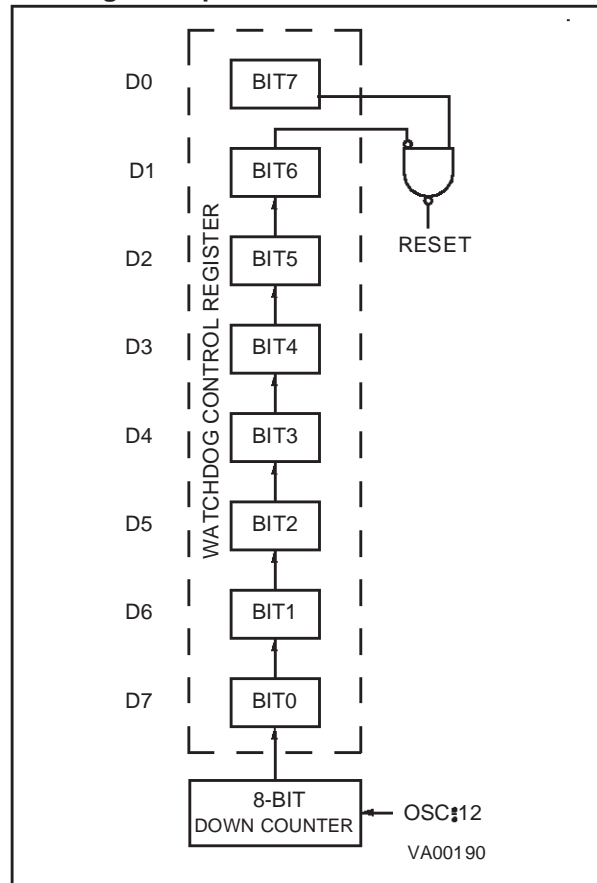 D0 BIT7
D1 BIT6
RESET
D2 BIT5
D3 BIT4
D4 BIT3
D5 BIT2
D6 BIT1
D7 BIT0
WATCHDOG CONTROL REGISTER
8-BIT
DOWN COUNTER
OSC:12
VA00190